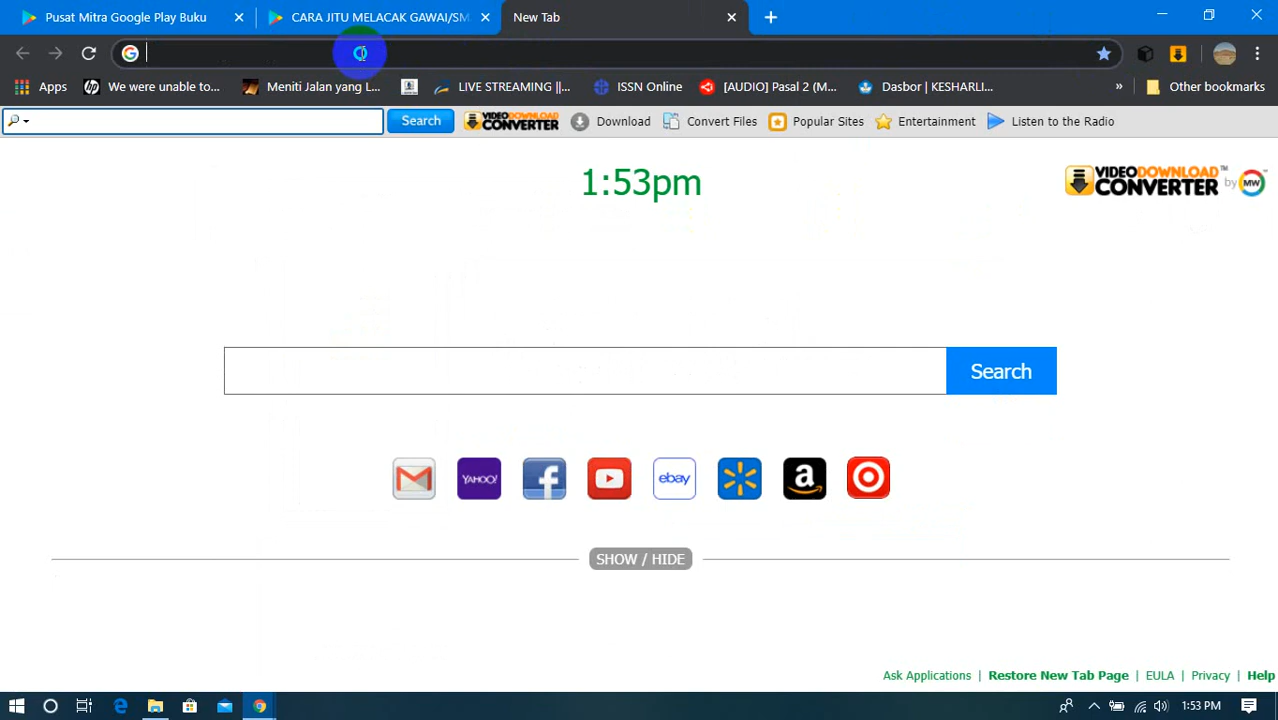 Pusat Mitra Google Play Buku
CARA JITU MELACAK GAWAI/SM
New Tab
Apps
We were unable to...
Meniti Jalan yang L...
LIVE STREAMING ||...
ISSN Online
[AUDIO] Pasal 2 (M...
Dasbor | KESHARLI...
»
Other bookmarks
Search
VIDEO DOWNLOAD CONVERTER
Download
Convert Files
Popular Sites
Entertainment
Listen to the Radio
1:53pm
VIDEODOWNLOAD™
CONVERTER by MW™
Search
YAHOO!
f
ebay
a
SHOW / HIDE
Ask Applications | Restore New Tab Page | EULA | Privacy | Help
1:53 PM